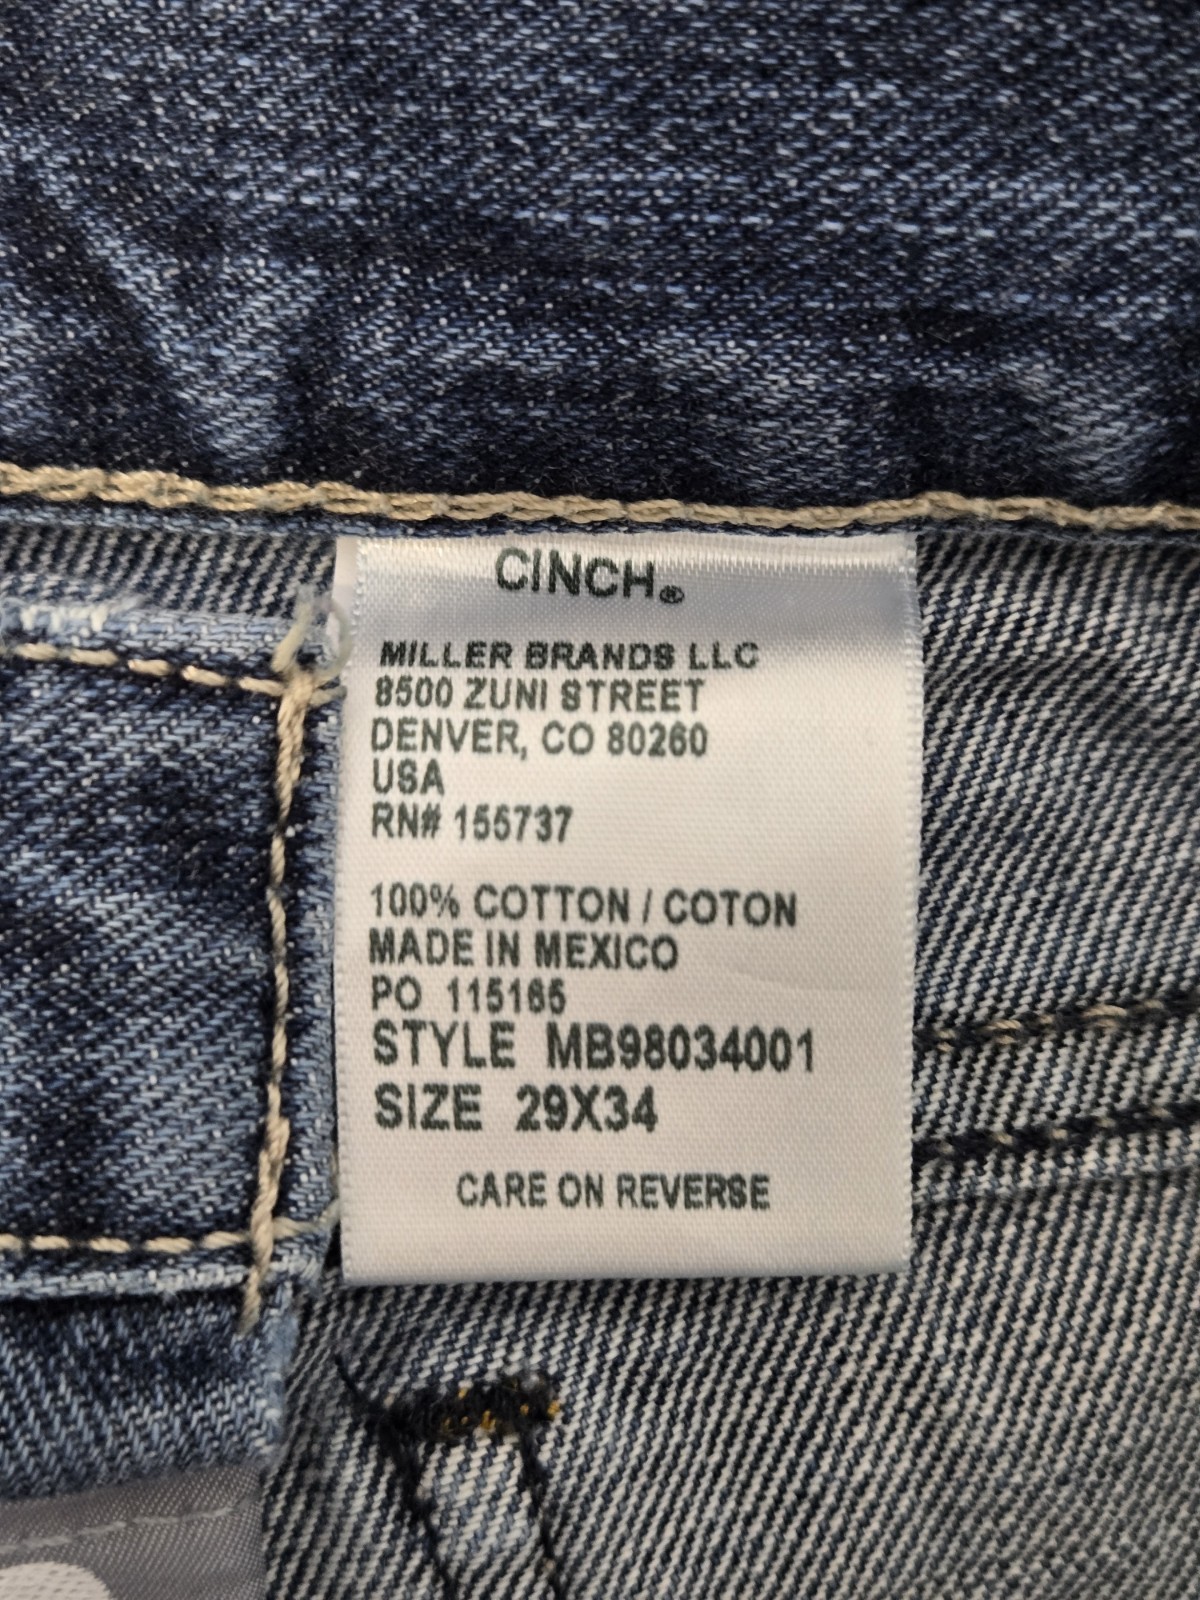 CINCH®
MILLER BRANDS LLC
8500 ZUNI STREET
DENVER, CO 80260
USA
RN# 155737
100% COTTON / COTON
MADE IN MEXICO
PO 115165
STYLE MB98034001
SIZE 29X34
CARE ON REVERSE